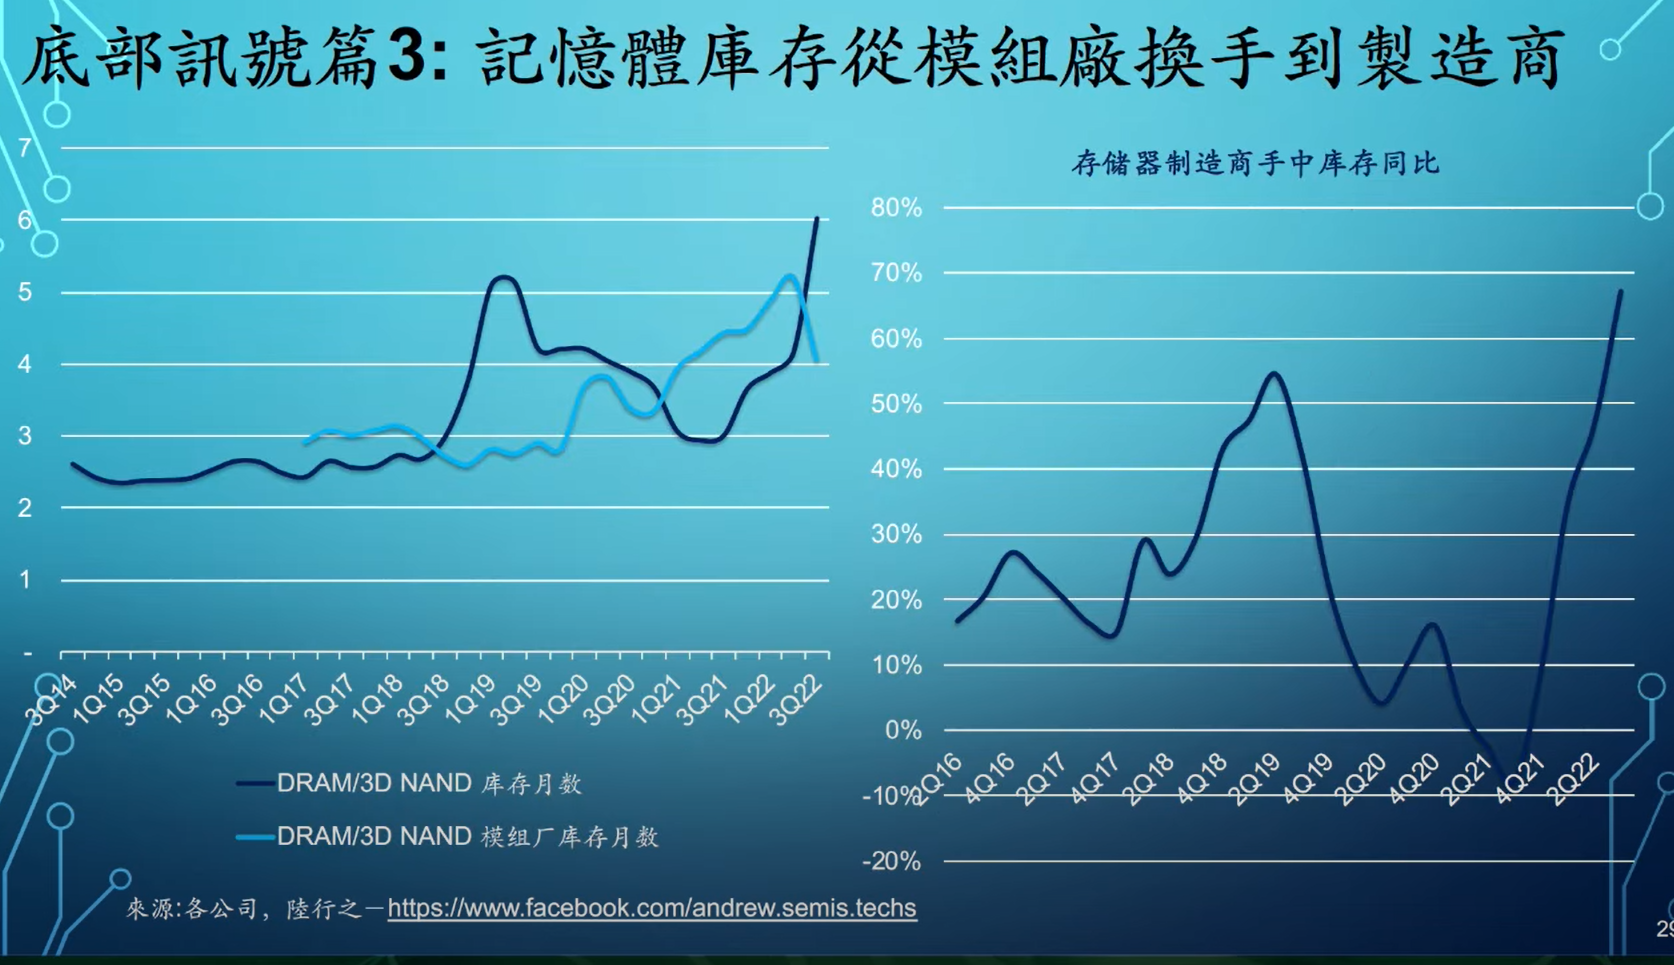 底部訊號篇3: 記憶體庫存從模組廠換手到製造商
7
6
5
4
3
2
1
-
3Q14 1Q15 3Q15 1Q16 3Q16 1Q17 3Q17 1Q18 3Q18 1Q19 3Q19 1Q20 3Q20 1Q21 3Q21 1Q22 3Q22
DRAM/3D NAND 库存月数
DRAM/3D NAND 模组厂库存月数
存储器制造商手中库存同比
80%
70%
60%
50%
40%
30%
20%
10%
0%
-10%
-20%
2Q16 4Q16 2Q17 4Q17 2Q18 4Q18 2Q19 4Q19 2Q20 4Q20 2Q21 4Q21 2Q22
來源:各公司，陸行之－https://www.facebook.com/andrew.semis.techs
29